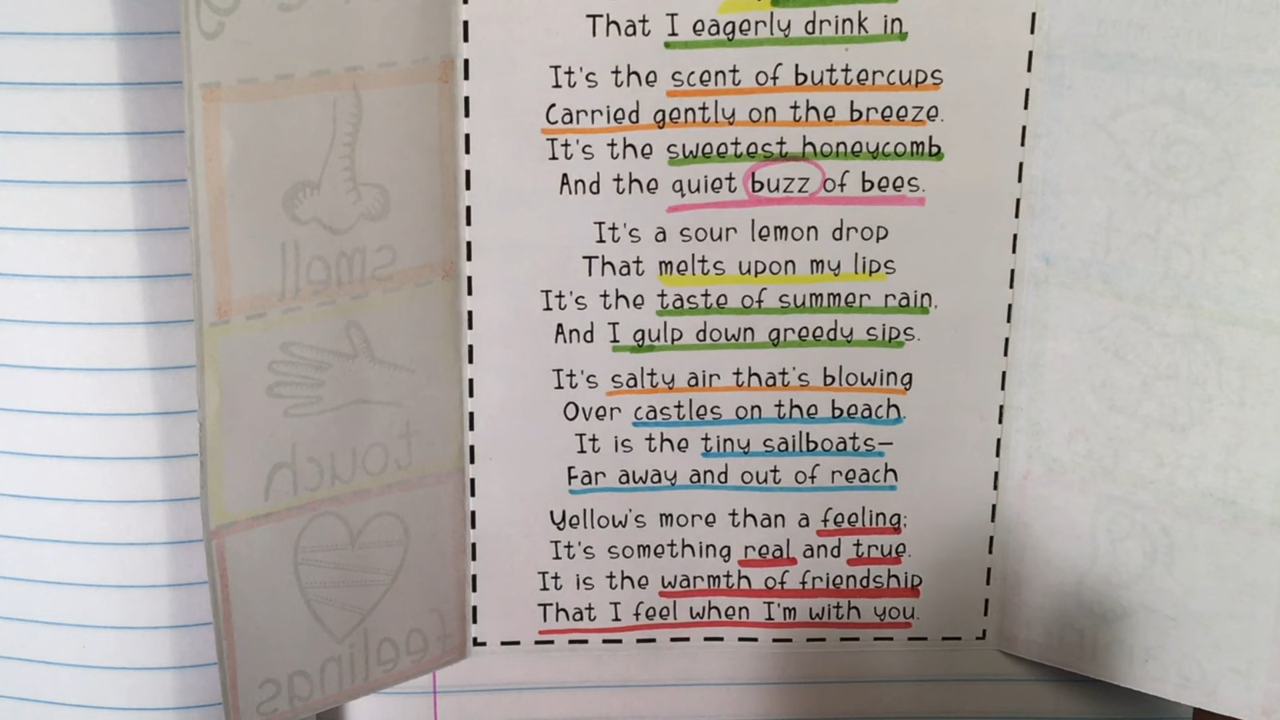 That I eagerly drink in
It's the scent of buttercups
Carried gently on the breeze.
It's the sweetest honeycomb
And the quiet buzz of bees.
It's a sour lemon drop
That melts upon my lips
It's the taste of summer rain,
And I gulp down greedy sips.
It's salty air that's blowing
Over castles on the beach.
It is the tiny sailboats—
Far away and out of reach
Yellow's more than a feeling;
It's something real and true.
It is the warmth of friendship
That I feel when I'm with you.
smell
touch
feelings